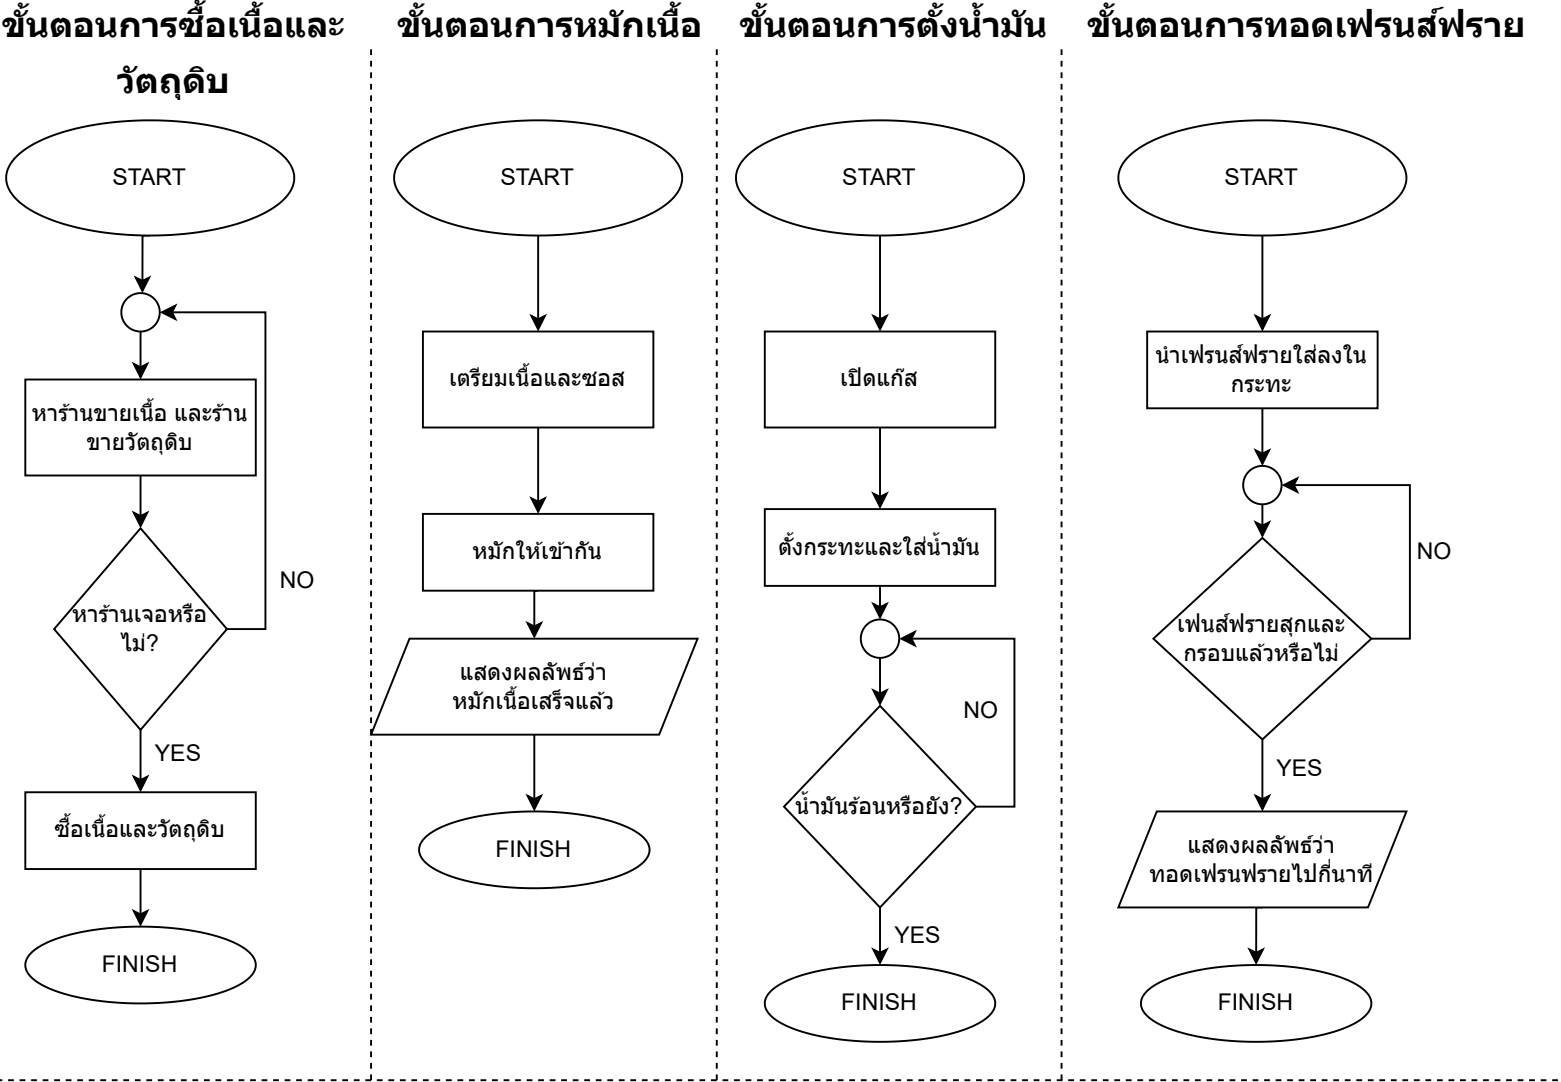 ขั้นตอนการซื้อเนื้อและ
วัตถุดิบ
START
หาร้านขายเนื้อ และร้าน
ขายวัตถุดิบ
หาร้านเจอหรือ
ไม่?
NO
YES
ซื้อเนื้อและวัตถุดิบ
FINISH
ขั้นตอนการหมักเนื้อ
START
เตรียมเนื้อและซอส
หมักให้เข้ากัน
แสดงผลลัพธ์ว่า
หมักเนื้อเสร็จแล้ว
FINISH
ขั้นตอนการตั้งน้ำมัน
START
เปิดแก๊ส
ตั้งกระทะและใส่น้ำมัน
NO
น้ำมันร้อนหรือยัง?
YES
FINISH
ขั้นตอนการทอดเฟรนส์ฟราย
START
นำเฟรนส์ฟรายใส่ลงใน
กระทะ
NO
เฟนส์ฟรายสุกและ
กรอบแล้วหรือไม่
YES
แสดงผลลัพธ์ว่า
ทอดเฟรนฟรายไปกี่นาที
FINISH